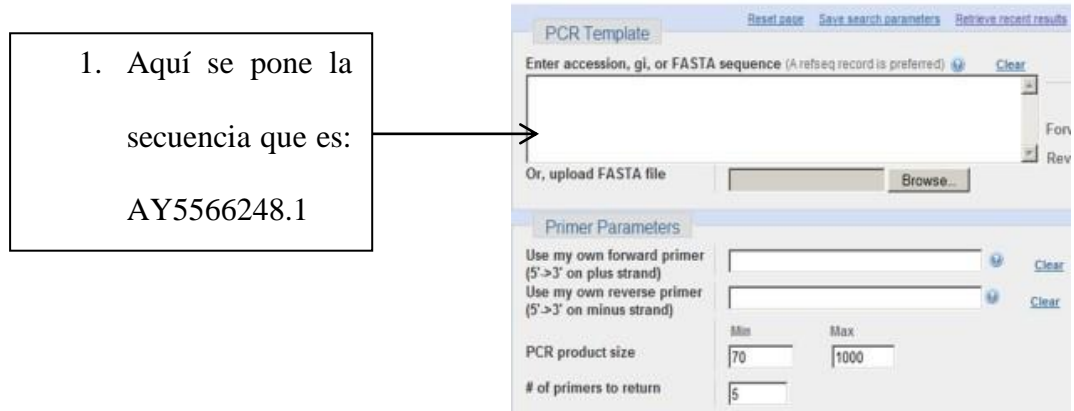 1. Aquí se pone la
secuencia que es:
AY5566248.1
Reset page Save search parameters Retrieve recent results
PCR Template
Enter accession, gi, or FASTA sequence (A refseq record is preferred) Clear
Forv
Rev
Or, upload FASTA file Browse...
Primer Parameters
Use my own forward primer
(5'->3' on plus strand) Clear
Use my own reverse primer
(5'->3' on minus strand) Clear
Min Max
PCR product size 70 1000
# of primers to return 5